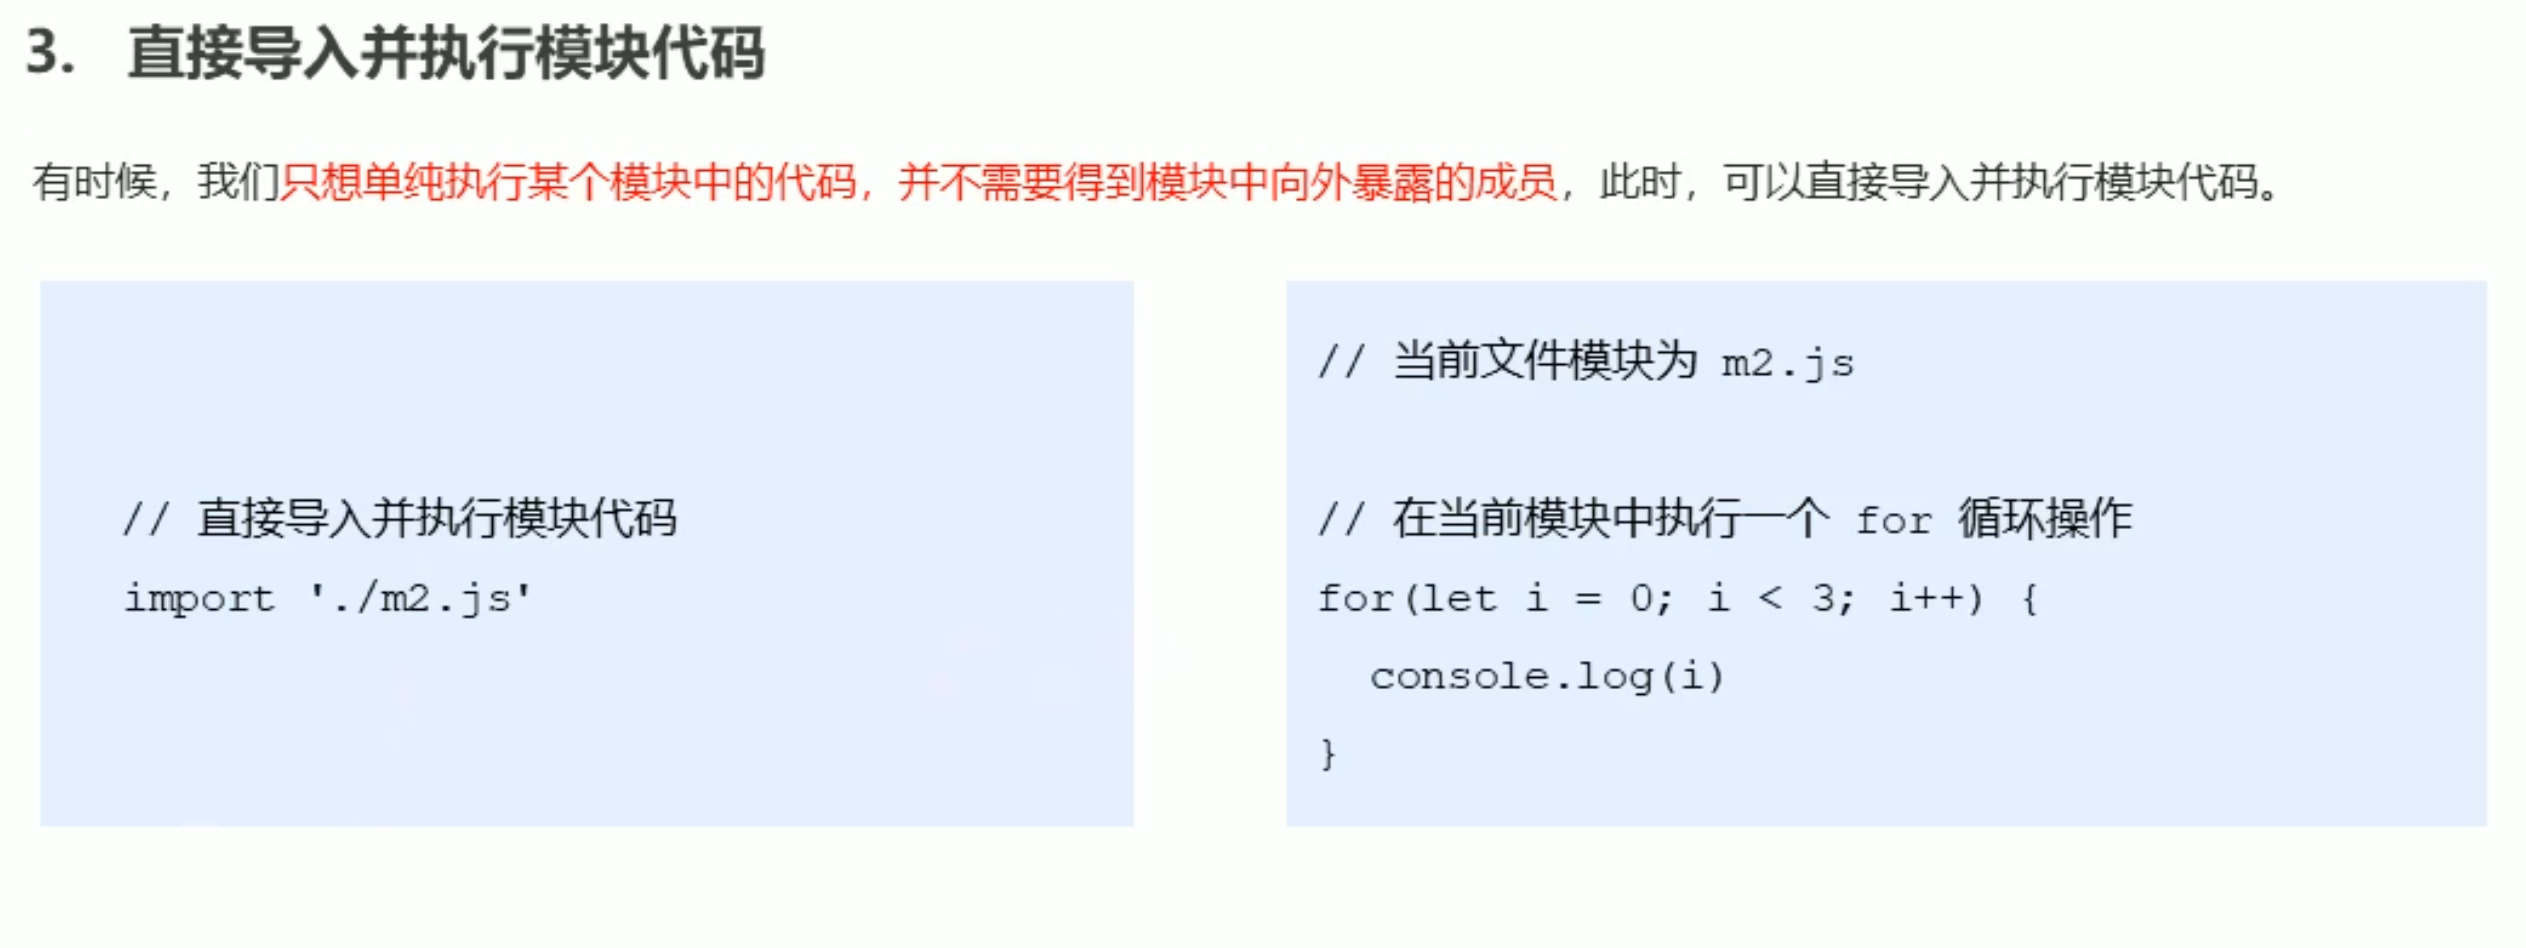 3. 直接导入并执行模块代码
有时候，我们只想单纯执行某个模块中的代码，并不需要得到模块中向外暴露的成员，此时，可以直接导入并执行模块代码。
// 直接导入并执行模块代码
import './m2.js'
// 当前文件模块为 m2.js
// 在当前模块中执行一个 for 循环操作
for(let i = 0; i < 3; i++) {
  console.log(i)
}